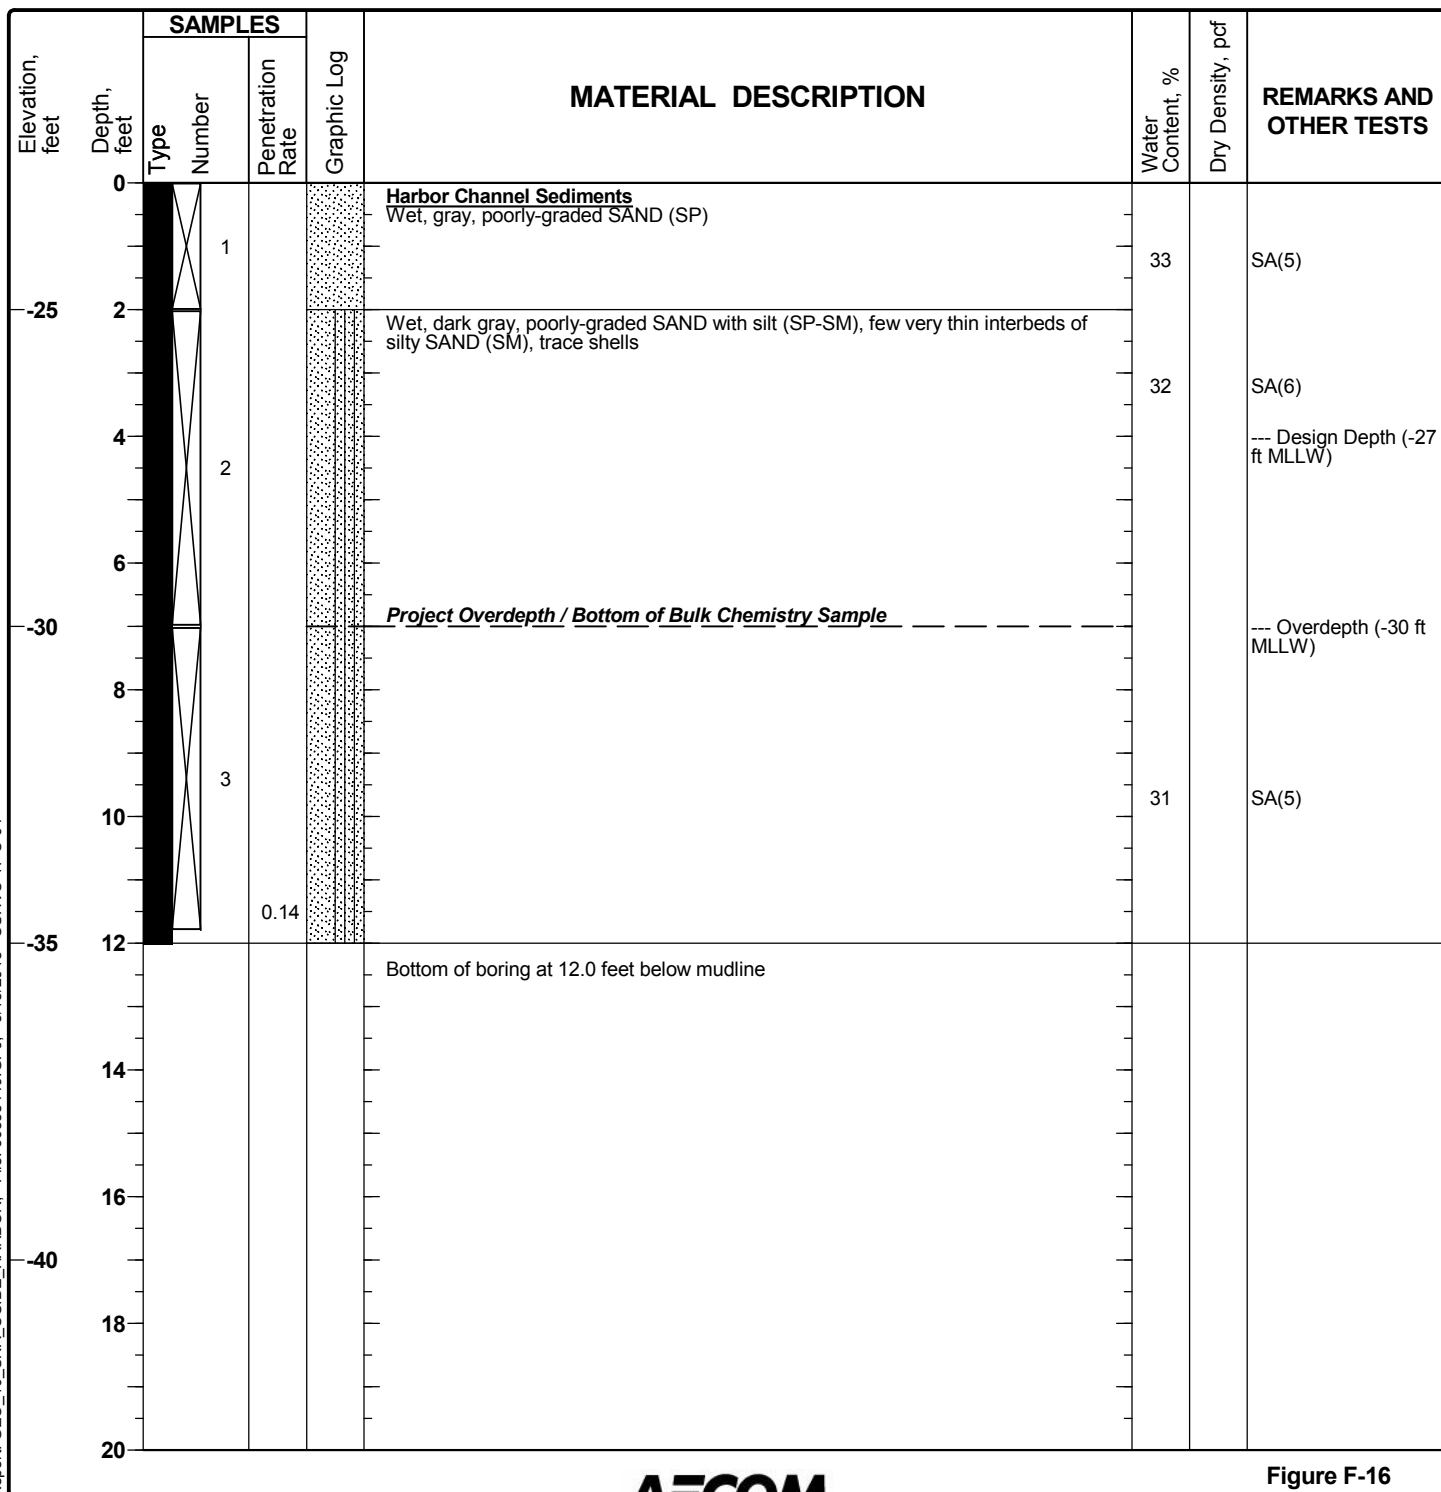 SAMPLES
Elevation,
feet
Depth,
feet
Type
Number
Penetration
Rate
Graphic Log
MATERIAL DESCRIPTION
Water
Content, %
Dry Density, pcf
REMARKS AND
OTHER TESTS
0
Harbor Channel Sediments
Wet, gray, poorly-graded SAND (SP)
1
33
SA(5)
-25
2
Wet, dark gray, poorly-graded SAND with silt (SP-SM), few very thin interbeds of
silty SAND (SM), trace shells
32
SA(6)
4
--- Design Depth (-27
ft MLLW)
2
6
Project Overdepth / Bottom of Bulk Chemistry Sample
-30
--- Overdepth (-30 ft
MLLW)
8
3
31
SA(5)
10
0.14
-35
12
Bottom of boring at 12.0 feet below mudline
14
16
-40
18
20
AECOM
Figure F-16